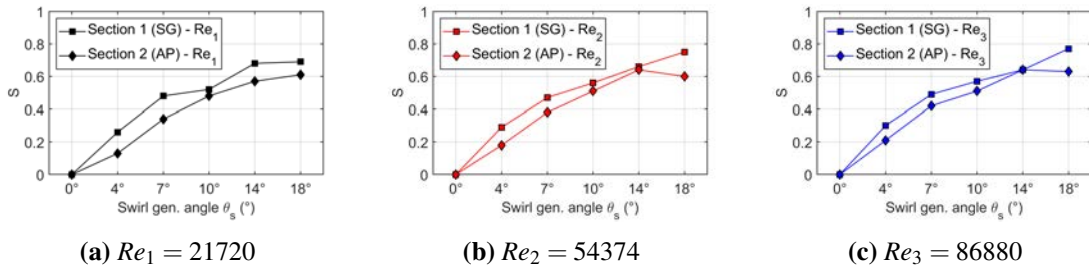 1
0.8
0.6
0.4
0.2
0
S
Section 1 (SG) - Re₁
Section 2 (AP) - Re₁
0° 4° 7° 10° 14° 18°
Swirl gen. angle θₛ (°)
(a) Re₁ = 21720
1
0.8
0.6
0.4
0.2
0
S
Section 1 (SG) - Re₂
Section 2 (AP) - Re₂
0° 4° 7° 10° 14° 18°
Swirl gen. angle θₛ (°)
(b) Re₂ = 54374
1
0.8
0.6
0.4
0.2
0
S
Section 1 (SG) - Re₃
Section 2 (AP) - Re₃
0° 4° 7° 10° 14° 18°
Swirl gen. angle θₛ (°)
(c) Re₃ = 86880